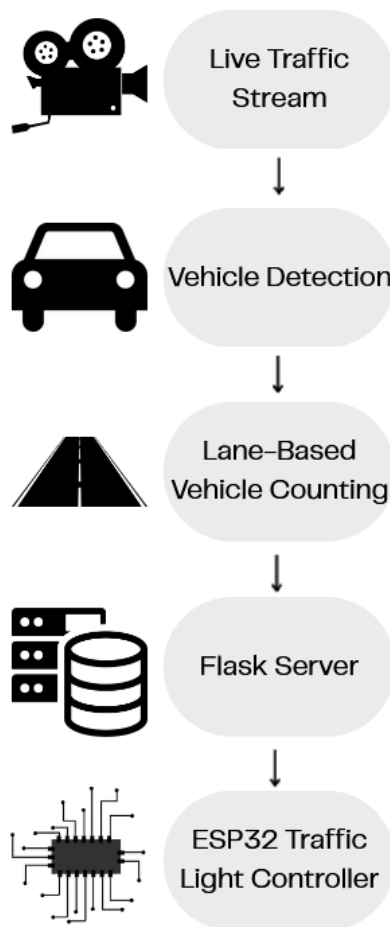 Live Traffic
Stream
Vehicle Detection
Lane-Based
Vehicle Counting
Flask Server
ESP32 Traffic
Light Controller